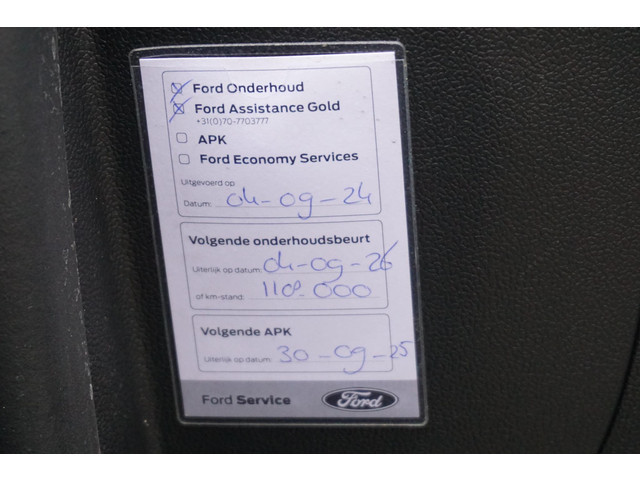 Ford Onderhoud
Ford Assistance Gold
+31(0)70-7703777
APK
Ford Economy Services
Uitgevoerd op
Datum: 04-09-24
Volgende onderhoudsbeurt
Uiterlijk op datum: 04-09-26
of km-stand: 118.000
Volgende APK
Uiterlijk op datum: 30-09-25
Ford Service
Ford